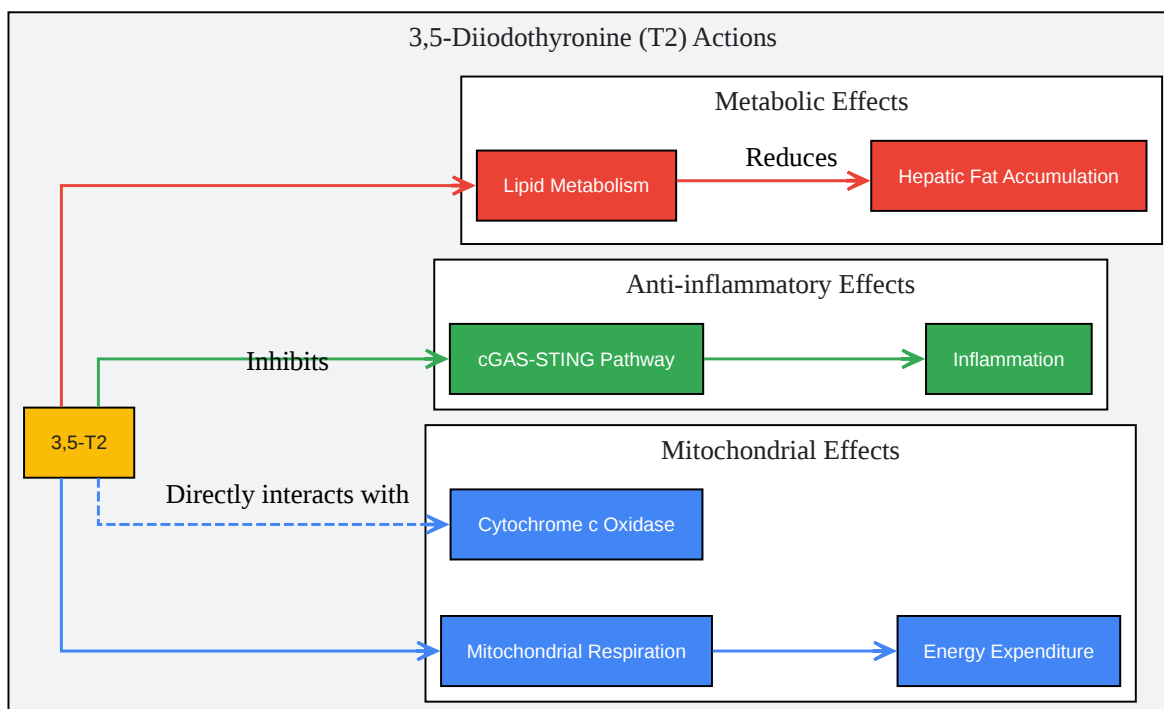 3,5-Diiodothyronine (T2) Actions
Metabolic Effects
Lipid Metabolism
Reduces
Hepatic Fat Accumulation
Anti-inflammatory Effects
Inhibits
cGAS-STING Pathway
Inflammation
3,5-T2
Mitochondrial Effects
Directly interacts with
Cytochrome c Oxidase
Mitochondrial Respiration
Energy Expenditure